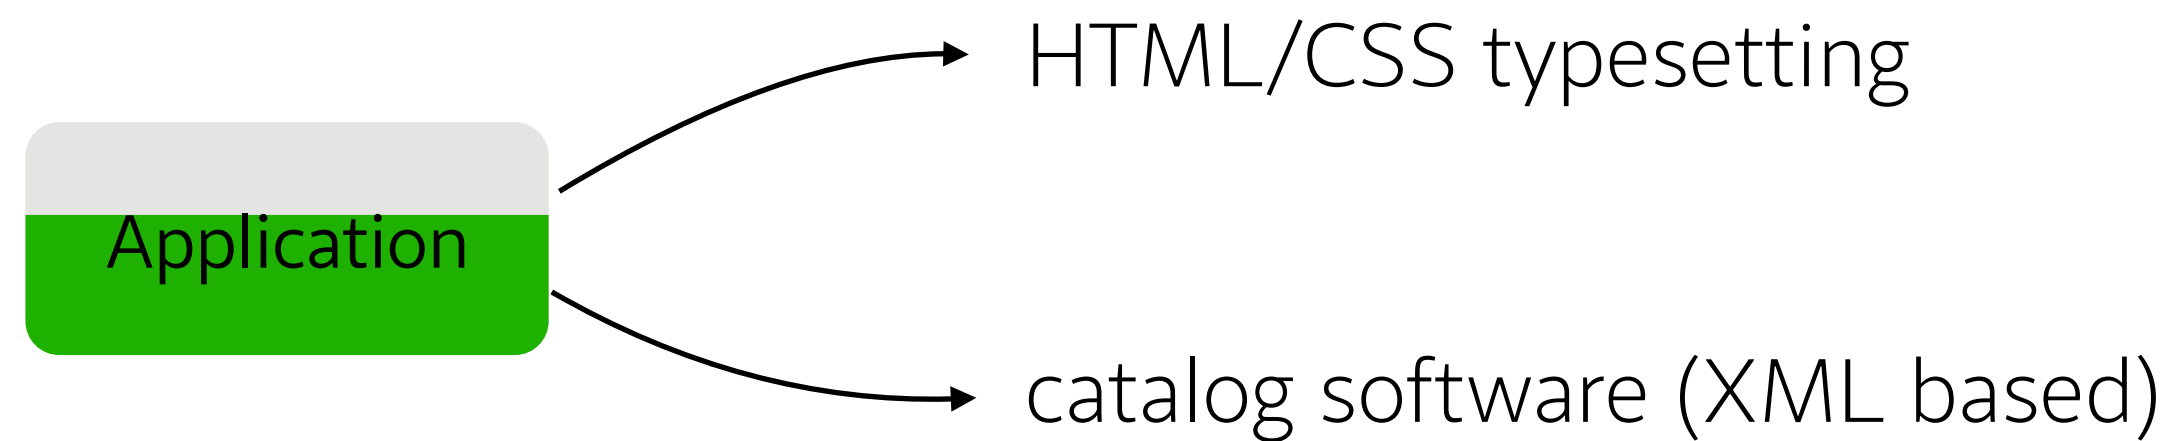 HTML/CSS typesetting
Application
catalog software (XML based)